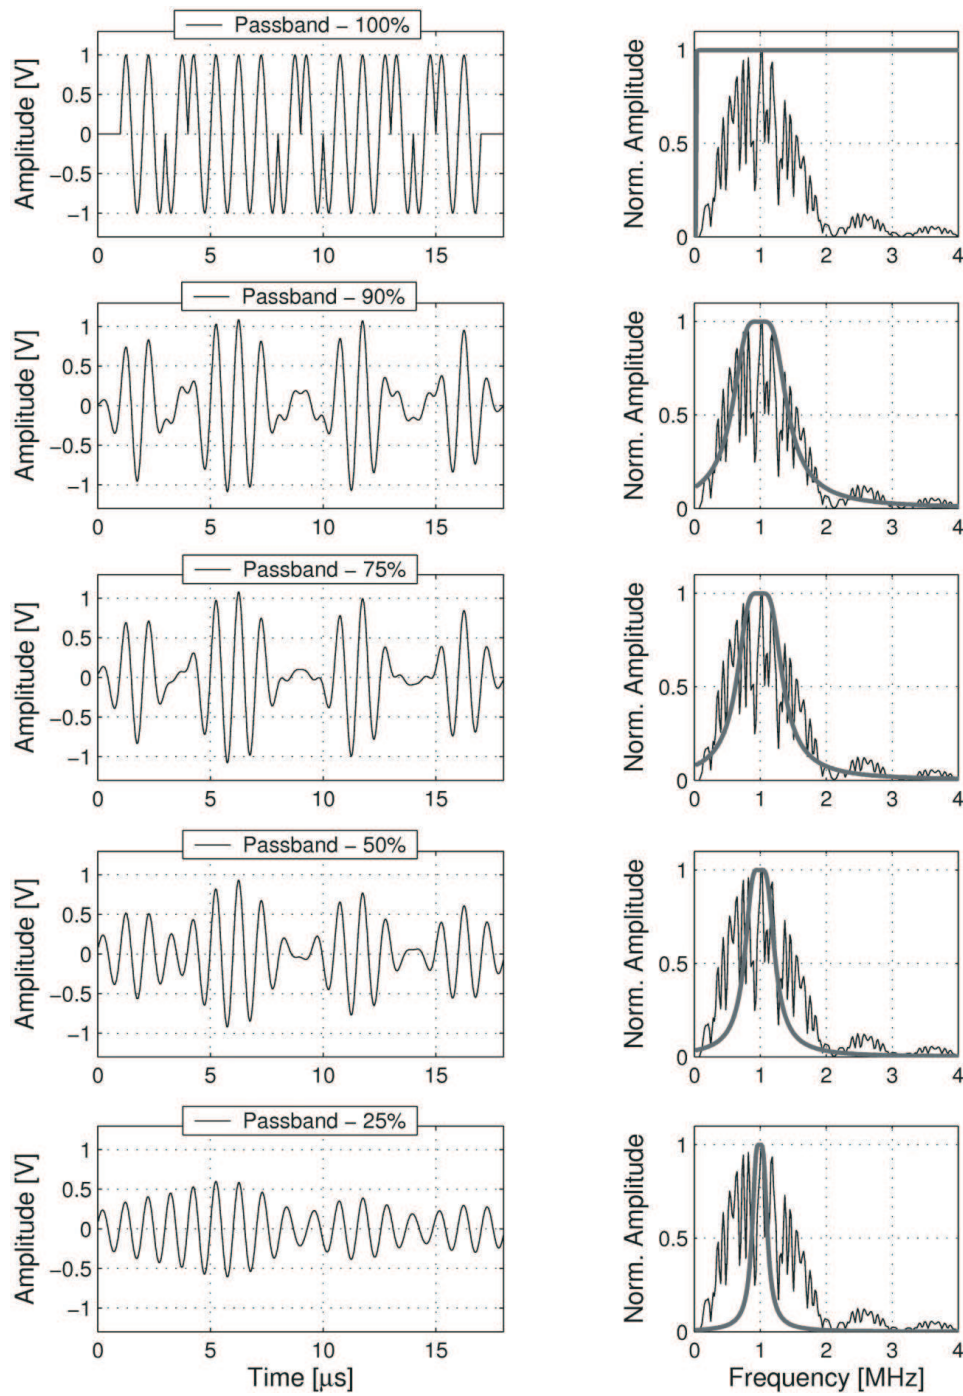 Passband – 100%
Amplitude [V]
1
0.5
0
−0.5
−1
0 5 10 15
Norm. Amplitude
1
0.5
0
0 1 2 3 4
Passband – 90%
Amplitude [V]
1
0.5
0
−0.5
−1
0 5 10 15
Norm. Amplitude
1
0.5
0
0 1 2 3 4
Passband – 75%
Amplitude [V]
1
0.5
0
−0.5
−1
0 5 10 15
Norm. Amplitude
1
0.5
0
0 1 2 3 4
Passband – 50%
Amplitude [V]
1
0.5
0
−0.5
−1
0 5 10 15
Norm. Amplitude
1
0.5
0
0 1 2 3 4
Passband – 25%
Amplitude [V]
1
0.5
0
−0.5
−1
0 5 10 15
Time [μs]
Norm. Amplitude
1
0.5
0
0 1 2 3 4
Frequency [MHz]